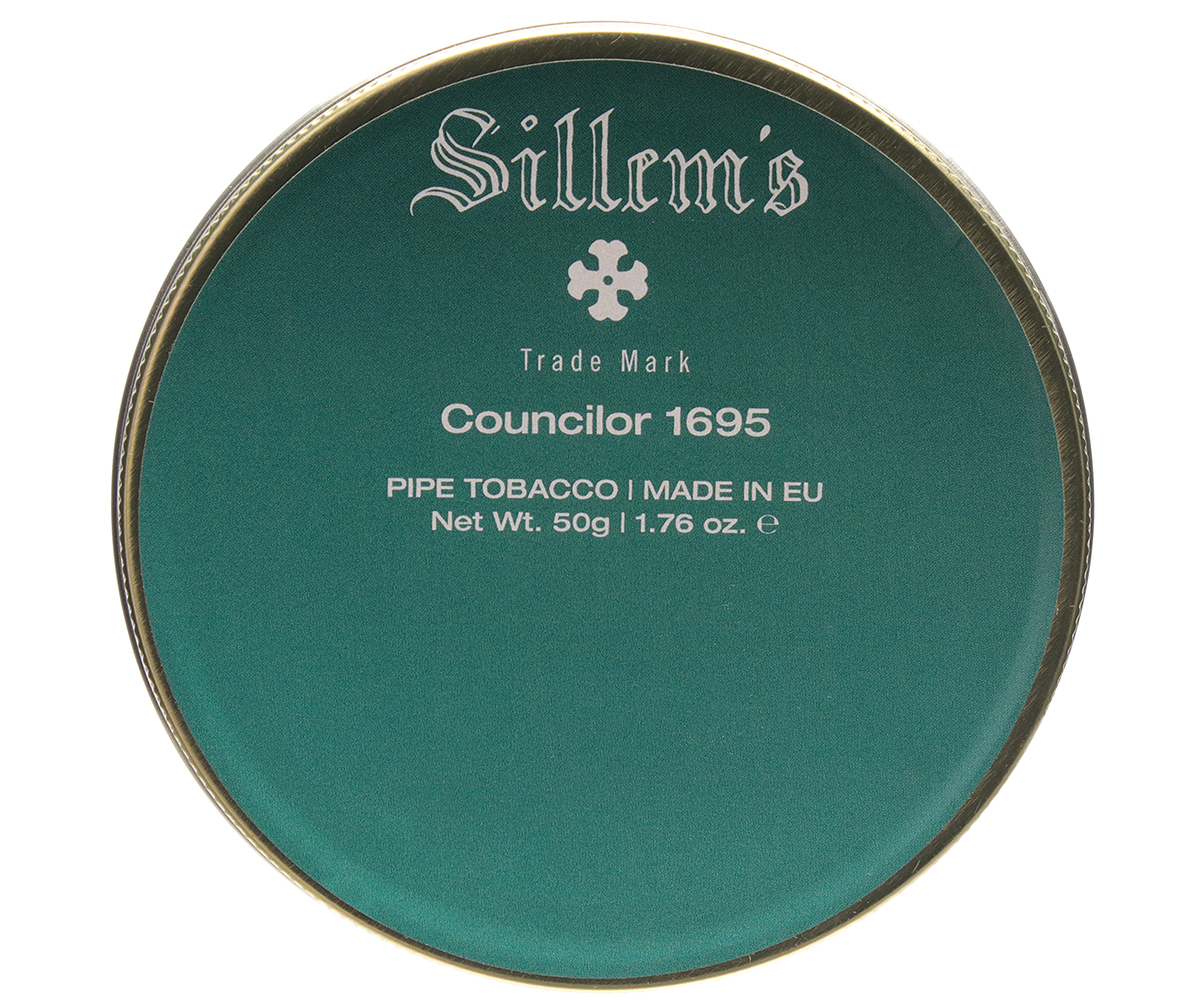 Sillem's
Trade Mark
Councilor 1695
PIPE TOBACCO | MADE IN EU
Net Wt. 50g | 1.76 oz. ℮